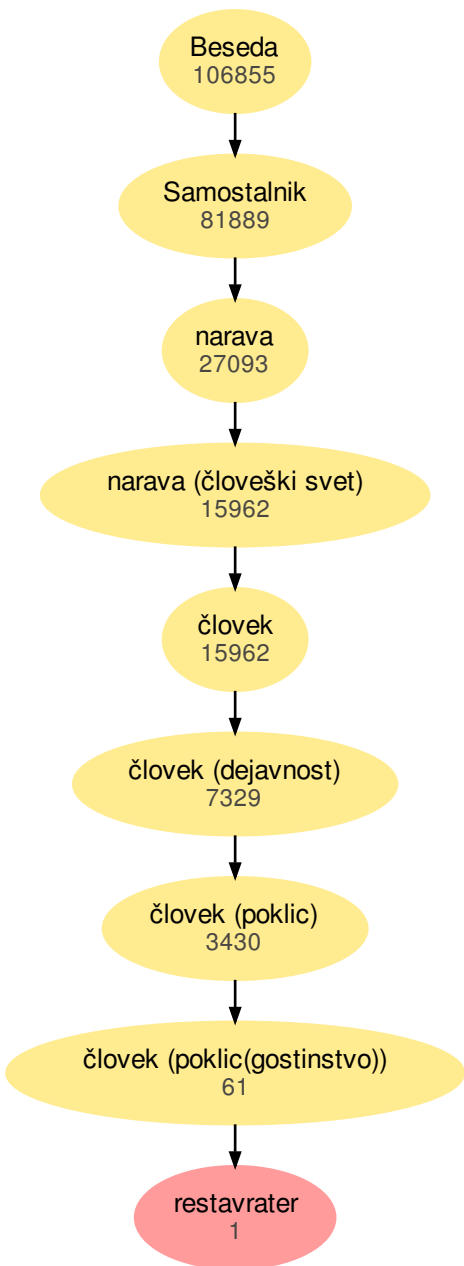 Beseda
106855
Samostalnik
81889
narava
27093
narava (človeški svet)
15962
človek
15962
človek (dejavnost)
7329
človek (poklic)
3430
človek (poklic(gostinstvo))
61
restavrater
1